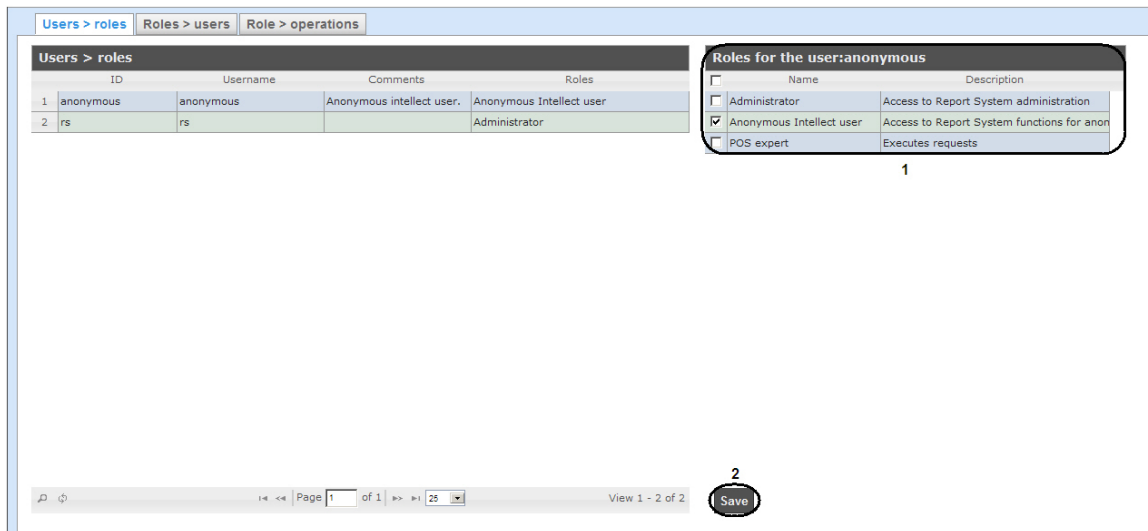 Users > roles Roles > users Role > operations
Users > roles
ID Username Comments Roles
1 anonymous anonymous Anonymous intellect user. Anonymous Intellect user
2 rs rs Administrator
Roles for the user:anonymous
Name Description
Administrator Access to Report System administration
Anonymous Intellect user Access to Report System functions for anon
POS expert Executes requests
1
Page 1 of 1 25 View 1 - 2 of 2
2
Save